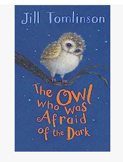 Jill Tomlinson
The Owl
who was
Afraid
of the Dark